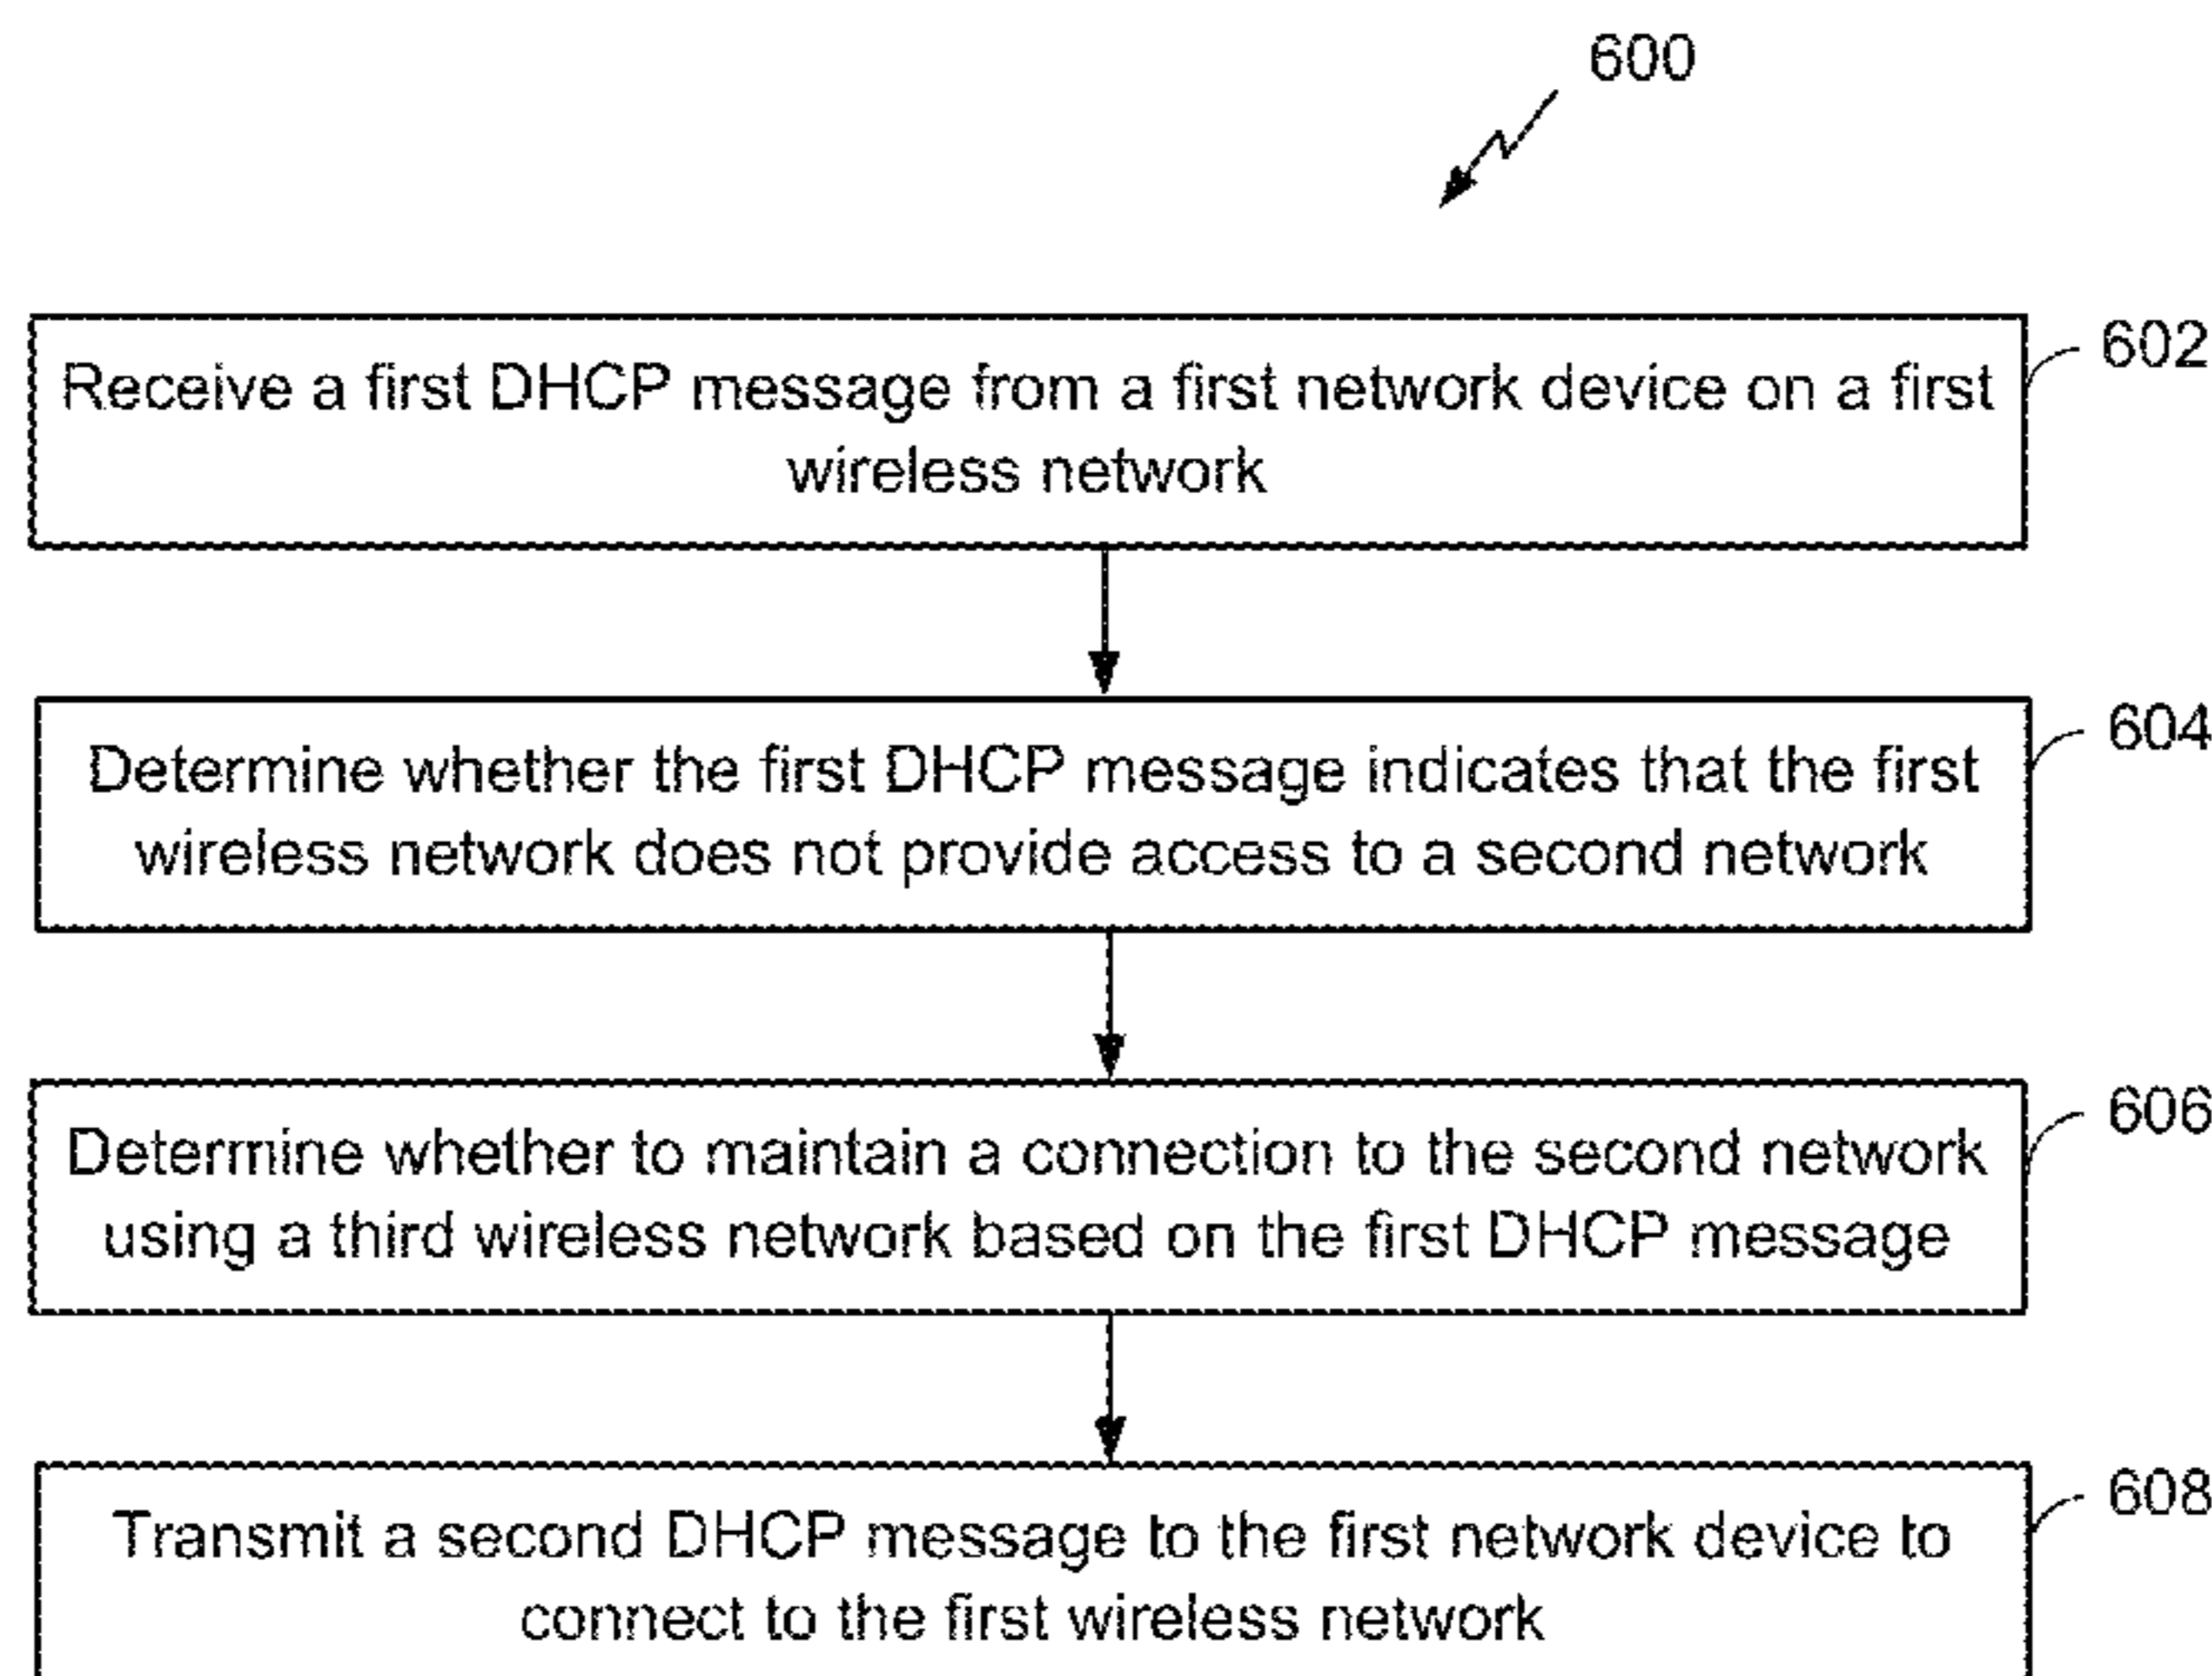 600
Receive a first DHCP message from a first network device on a first
wireless network
602
Determine whether the first DHCP message indicates that the first
wireless network does not provide access to a second network
604
Determine whether to maintain a connection to the second network
using a third wireless network based on the first DHCP message
606
Transmit a second DHCP message to the first network device to
connect to the first wireless network
608